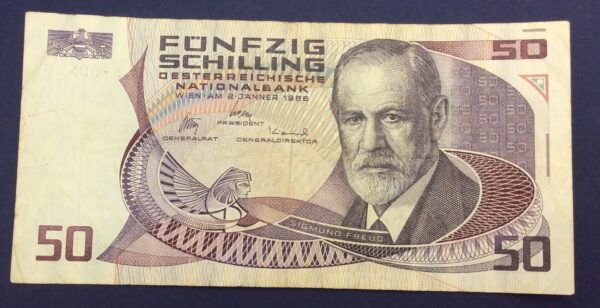 FÜNFZIG
SCHILLING
OESTERREICHISCHE
NATIONALBANK
WIEN·AM 2·JÄNNER 1986
PRÄSIDENT
GENERALRAT GENERALDIREKTOR
SIGMUND FREUD
50
50
50